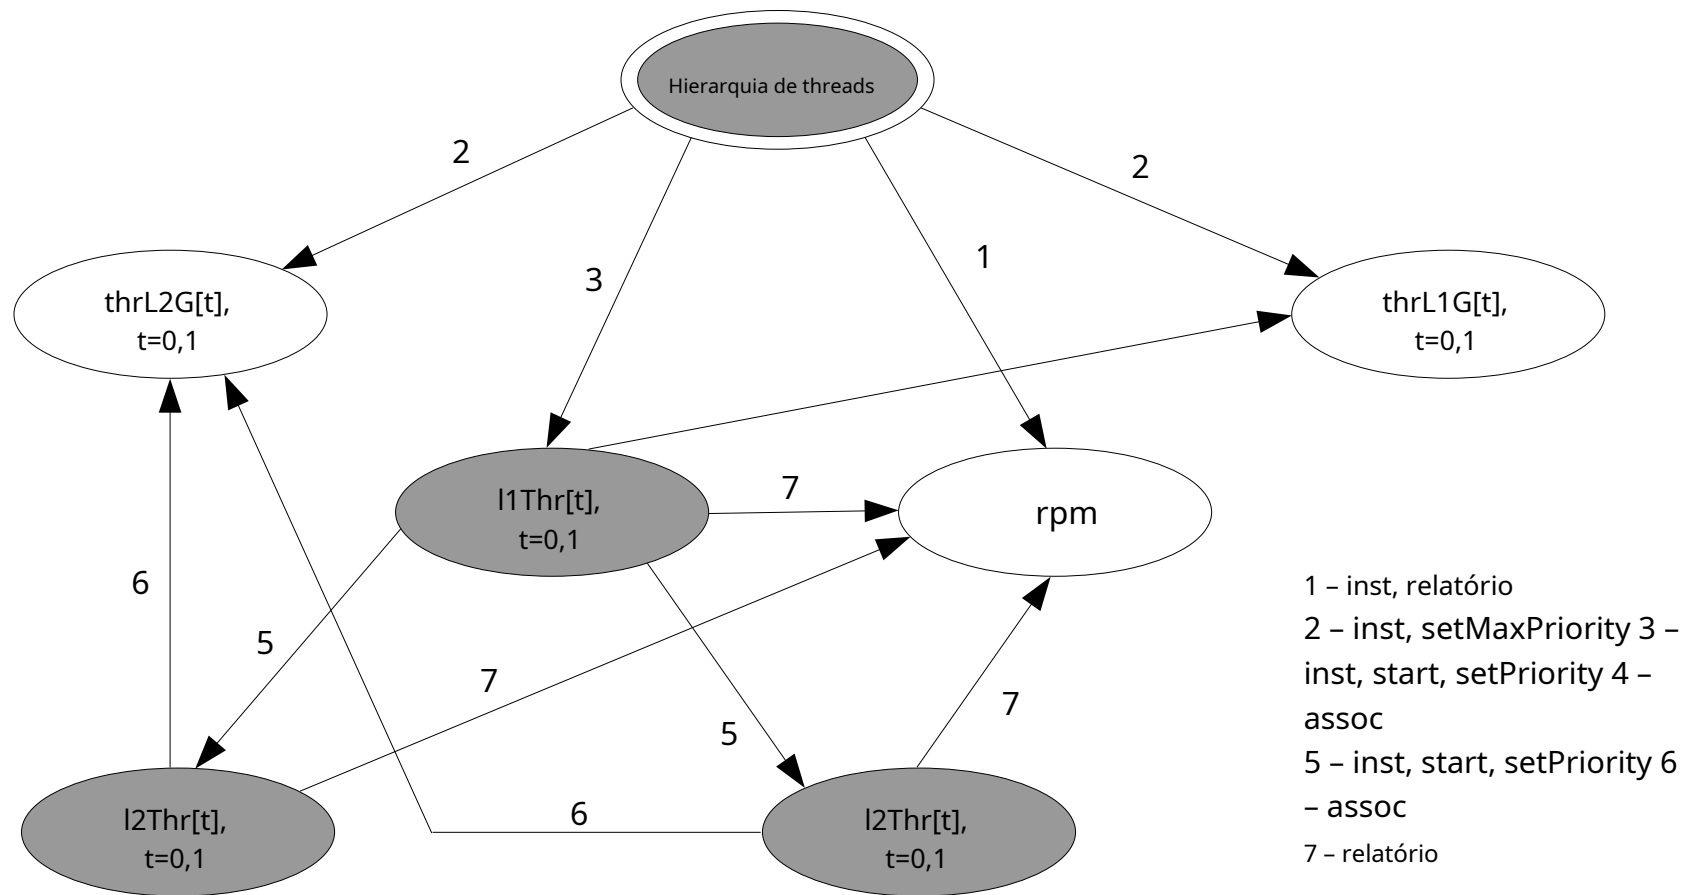 Hierarquia de threads
2
2
1
3
thrL2G[t],
t=0,1
thrL1G[t],
t=0,1
l1Thr[t],
t=0,1
7
rpm
6
5
7
5
7
6
l2Thr[t],
t=0,1
l2Thr[t],
t=0,1
1 – inst, relatório
2 – inst, setMaxPriority 3 –
inst, start, setPriority 4 –
assoc
5 – inst, start, setPriority 6
– assoc
7 – relatório